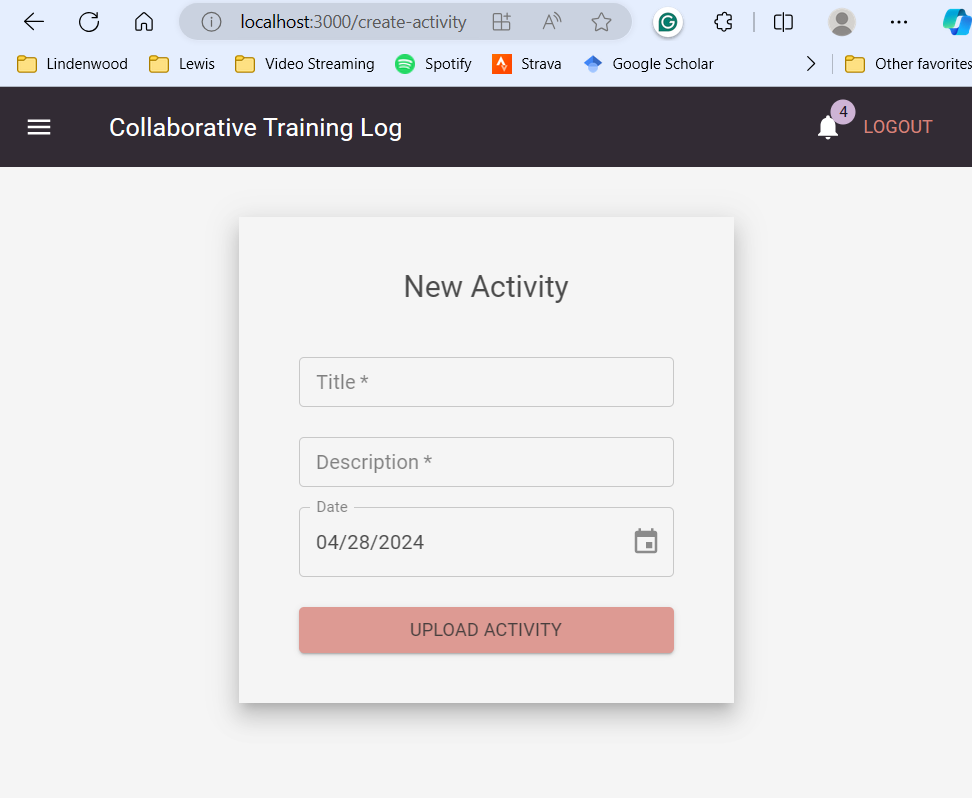 localhost:3000/create-activity
Lindenwood Lewis Video Streaming Spotify Strava Google Scholar Other favorites
Collaborative Training Log 4 LOGOUT
New Activity
Title *
Description *
Date
04/28/2024
UPLOAD ACTIVITY